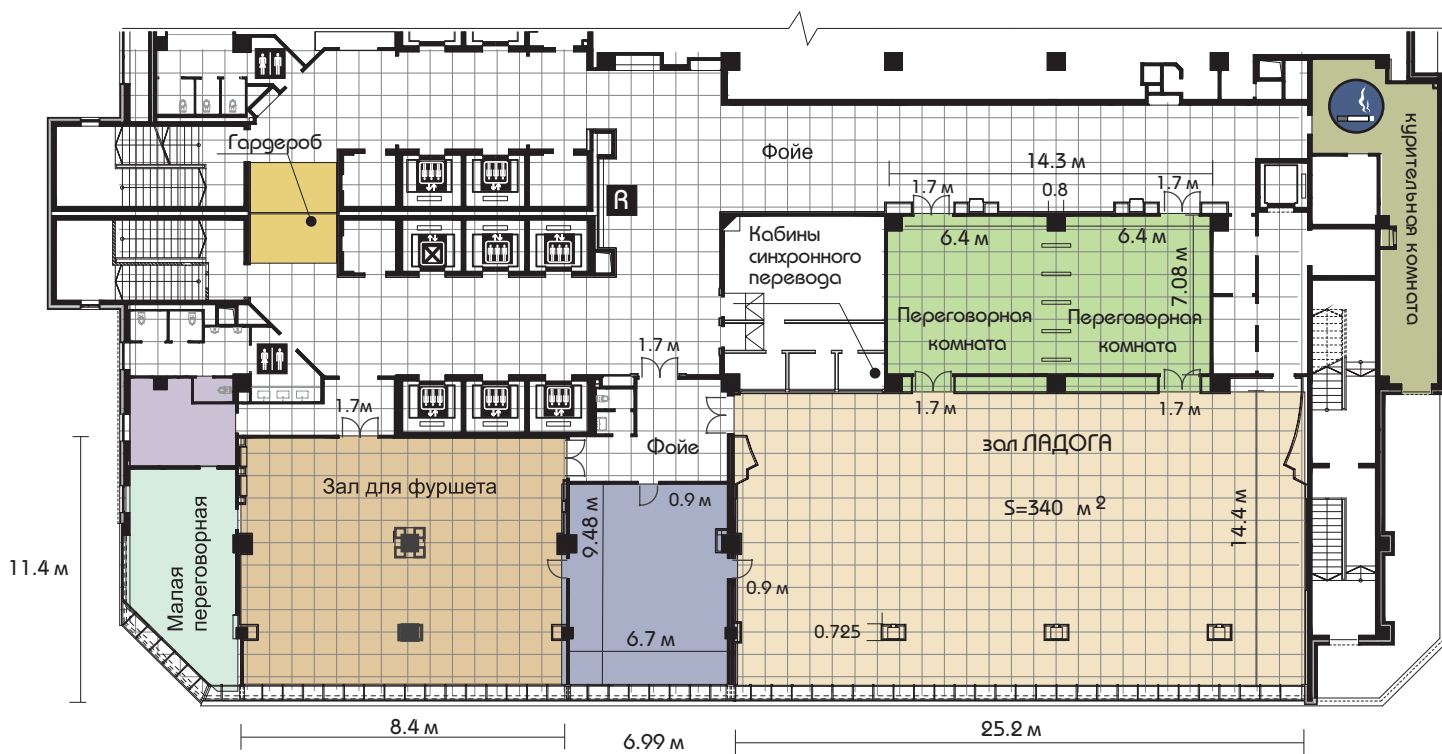 Гардероб
Фойе
14.3 м
1.7 м
0.8
1.7 м
R
6.4 м
6.4 м
7.08 м
Кабины
синхронного
перевода
Переговорная
комната
Переговорная
комната
курительная комната
1.7 м
1.7м
1.7 м
1.7 м
Фойе
зал ЛАДОГА
S=340 м²
14.4 м
Зал для фуршета
0.9 м
9.48 м
0.9 м
6.7 м
0.725
Малая
переговорная
11.4 м
8.4 м
6.99 м
25.2 м